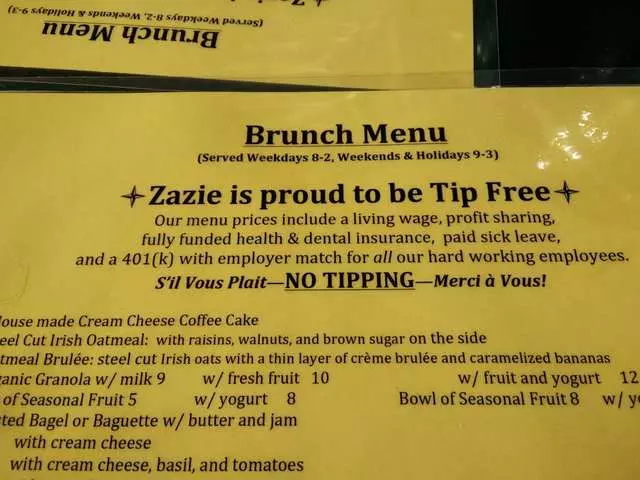 (Served Weekdays 8-2, Weekends & Holidays 9-3)
Brunch Menu
Brunch Menu
(Served Weekdays 8-2, Weekends & Holidays 9-3)
Zazie is proud to be Tip Free
Our menu prices include a living wage, profit sharing,
fully funded health & dental insurance, paid sick leave,
and a 401(k) with employer match for all our hard working employees.
S'il Vous Plait—NO TIPPING—Merci à Vous!
House made Cream Cheese Coffee Cake
eel Cut Irish Oatmeal: with raisins, walnuts, and brown sugar on the side
atmeal Brulée: steel cut Irish oats with a thin layer of crème brulée and caramelized bananas
ganic Granola w/ milk 9 w/ fresh fruit 10 w/ fruit and yogurt 12
of Seasonal Fruit 5 w/ yogurt 8 Bowl of Seasonal Fruit 8 w/ yo
sted Bagel or Baguette w/ butter and jam
with cream cheese
with cream cheese, basil, and tomatoes